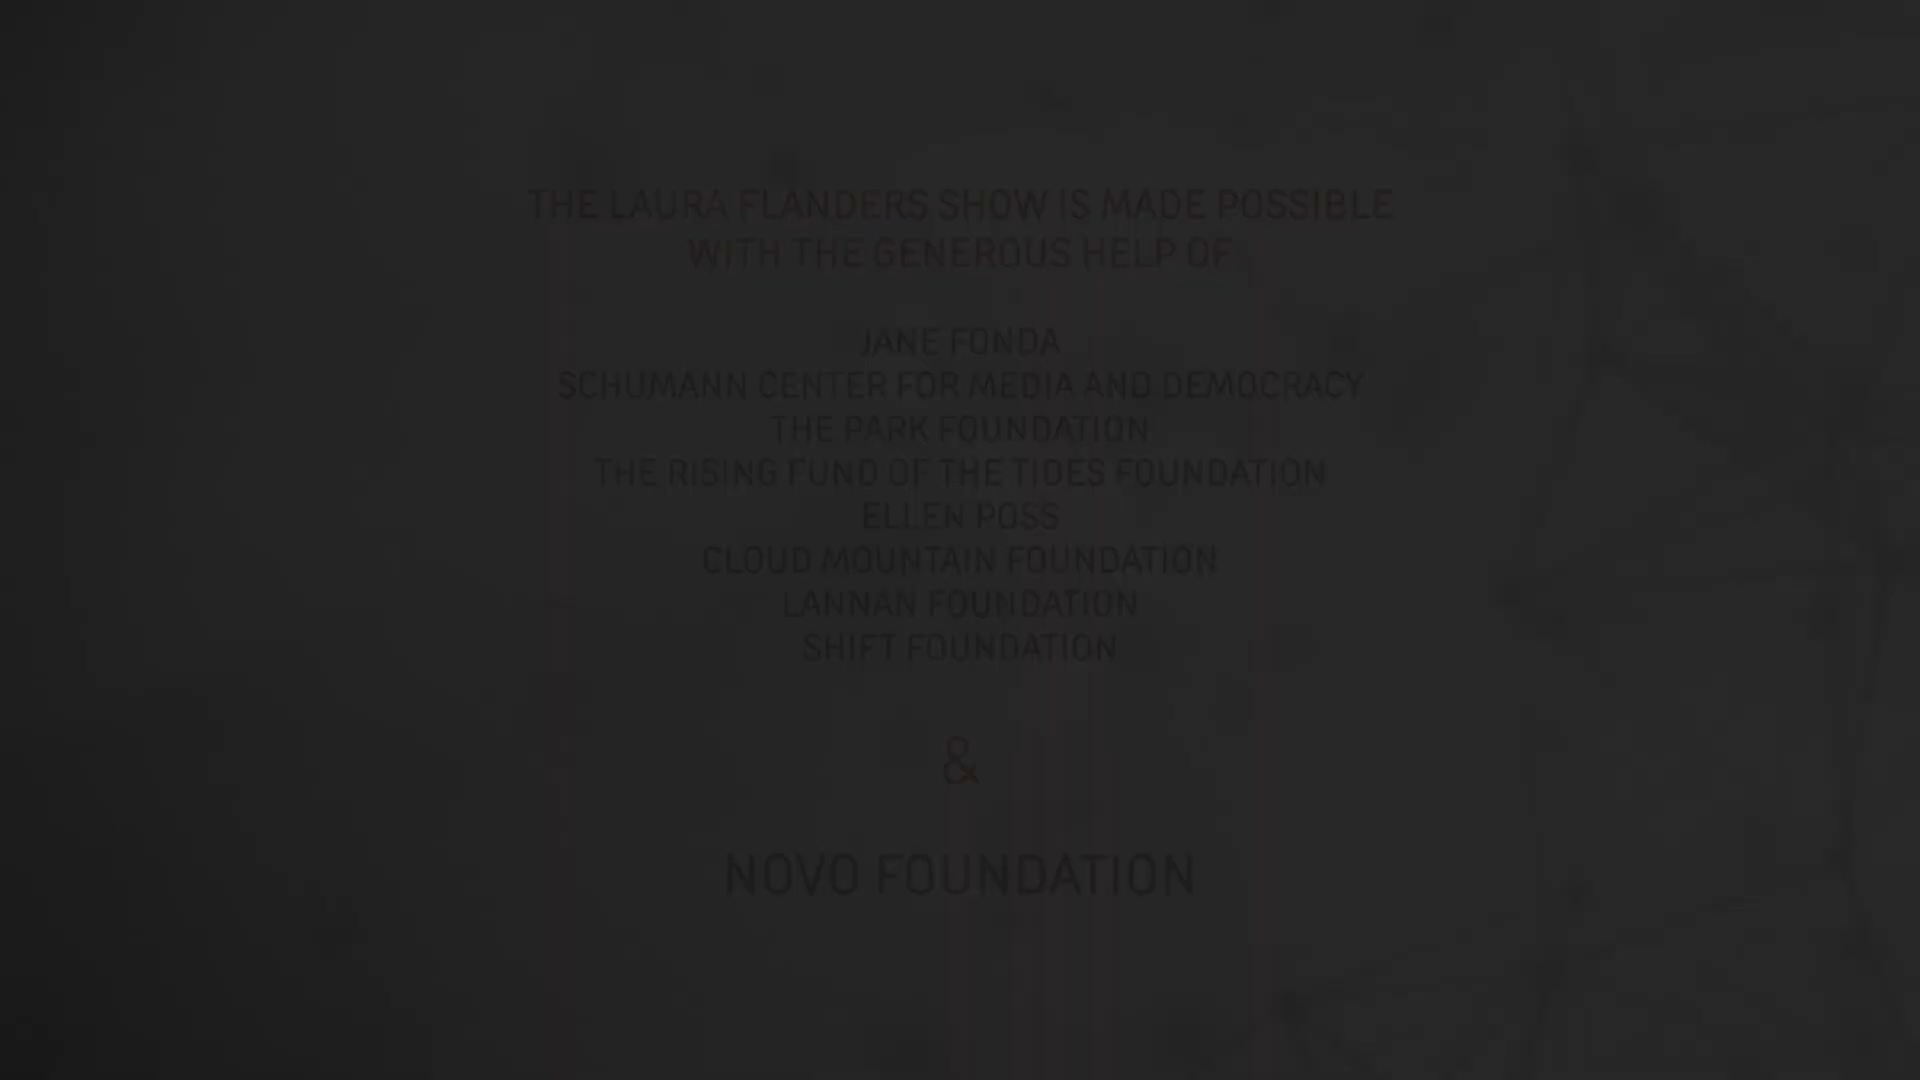 THE LAURA FLANDERS SHOW IS MADE POSSIBLE
WITH THE GENEROUS HELP OF
JANE FONDA
SCHUMANN CENTER FOR MEDIA AND DEMOCRACY
THE PARK FOUNDATION
THE RISING FUND OF THE TIDES FOUNDATION
ELLEN POSS
CLOUD MOUNTAIN FOUNDATION
LANNAN FOUNDATION
SHIFT FOUNDATION
&
NOVO FOUNDATION